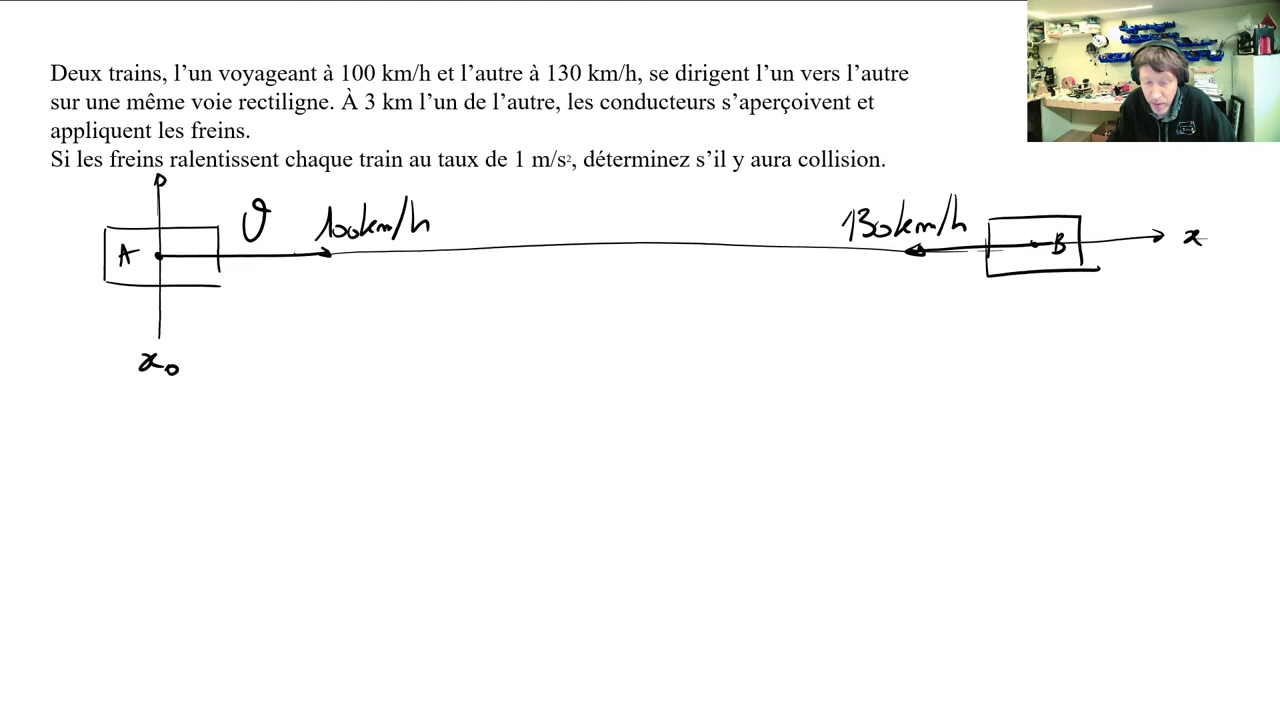 Deux trains, l’un voyageant à 100 km/h et l’autre à 130 km/h, se dirigent l’un vers l’autre
sur une même voie rectiligne. À 3 km l’un de l’autre, les conducteurs s’aperçoivent et
appliquent les freins.
Si les freins ralentissent chaque train au taux de 1 m/s², déterminez s’il y aura collision.
A
100km/h
130km/h
B
x
x₀